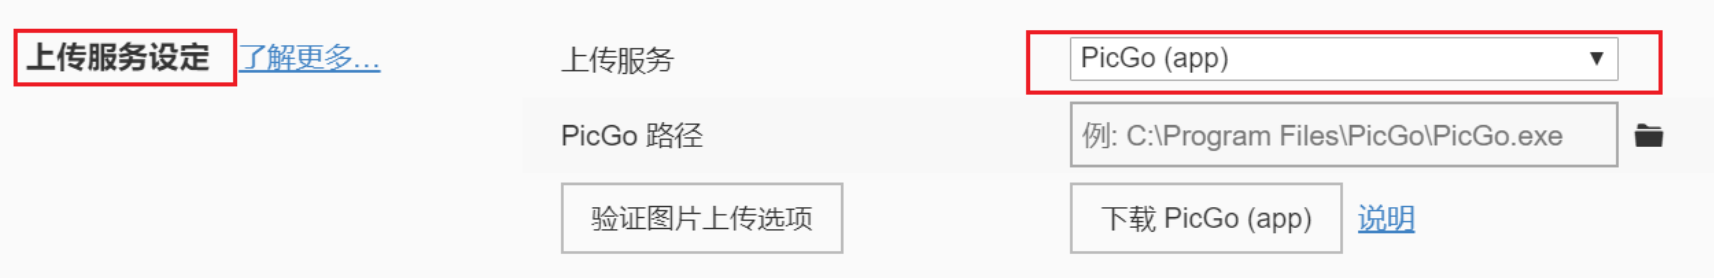 上传服务设定 了解更多... 上传服务 PicGo (app) ▼
PicGo 路径 例: C:\Program Files\PicGo\PicGo.exe
验证图片上传选项 下载 PicGo (app) 说明